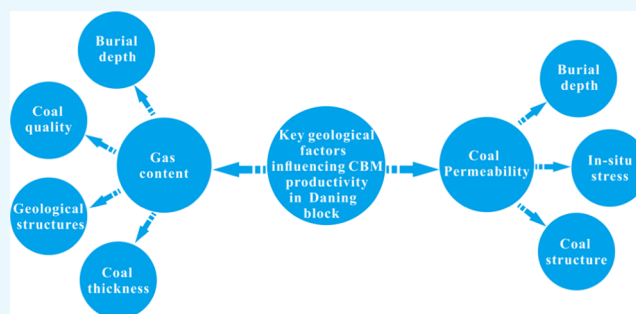 Burial
depth
Coal
quality
Gas
content
Geological
structures
Coal
thickness
Key geological
factors
influencing CBM
productivity
in Daning
block
Coal
Permeability
Burial
depth
In-situ
stress
Coal
structure